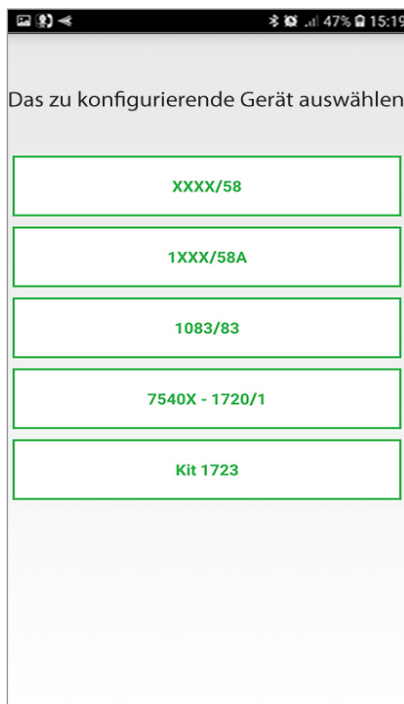 47% 15:19
Das zu konfigurierende Gerät auswählen
XXXX/58
1XXX/58A
1083/83
7540X - 1720/1
Kit 1723